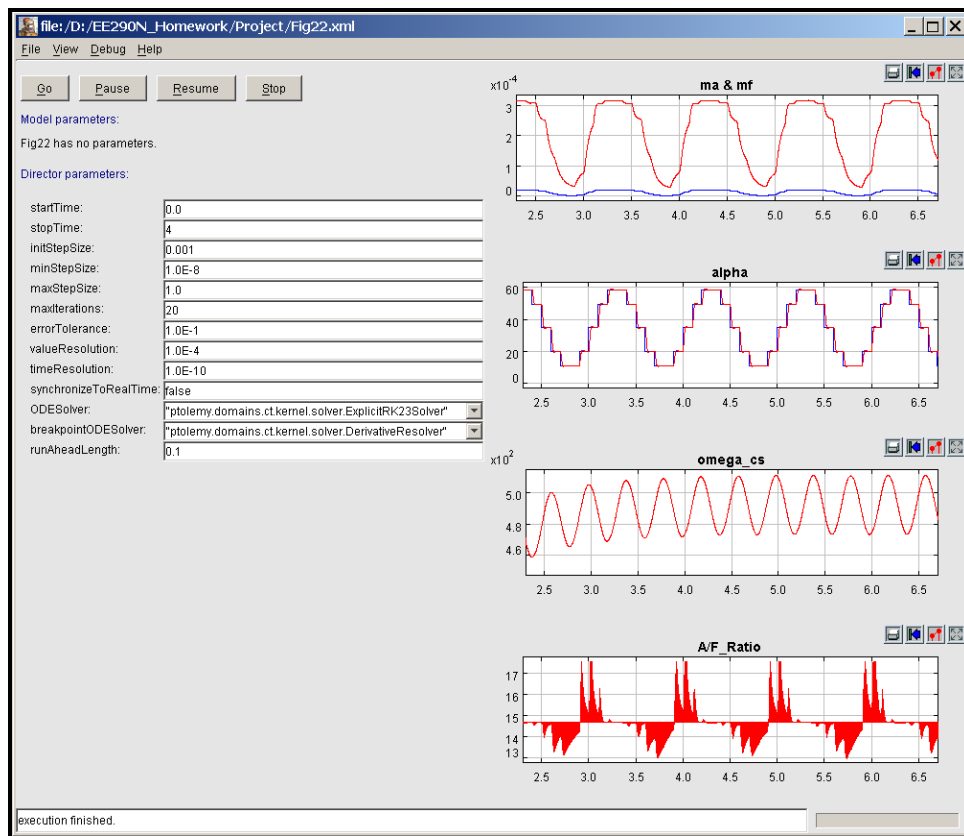 file:/D:/EE290N_Homework/Project/Fig22.xml
File View Debug Help
Go Pause Resume Stop
Model parameters:
Fig22 has no parameters.
Director parameters:
startTime: 0.0
stopTime: 4
initStepSize: 0.001
minStepSize: 1.0E-8
maxStepSize: 1.0
maxIterations: 20
errorTolerance: 1.0E-1
valueResolution: 1.0E-4
timeResolution: 1.0E-10
synchronizeToRealTime: false
ODESolver: "ptolemy.domains.ct.kernel.solver.ExplicitRK23Solver"
breakpointODESolver: "ptolemy.domains.ct.kernel.solver.DerivativeResolver"
runAheadLength: 0.1
x10^-4
ma & mf
3
2
1
0
2.5 3.0 3.5 4.0 4.5 5.0 5.5 6.0 6.5
alpha
60
40
20
0
2.5 3.0 3.5 4.0 4.5 5.0 5.5 6.0 6.5
x10^2
omega_cs
5.0
4.8
4.6
2.5 3.0 3.5 4.0 4.5 5.0 5.5 6.0 6.5
A/F_Ratio
17
16
15
14
13
2.5 3.0 3.5 4.0 4.5 5.0 5.5 6.0 6.5
execution finished.